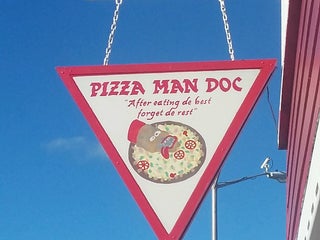 PIZZA MAN DOC
"After eating de best
forget de rest"